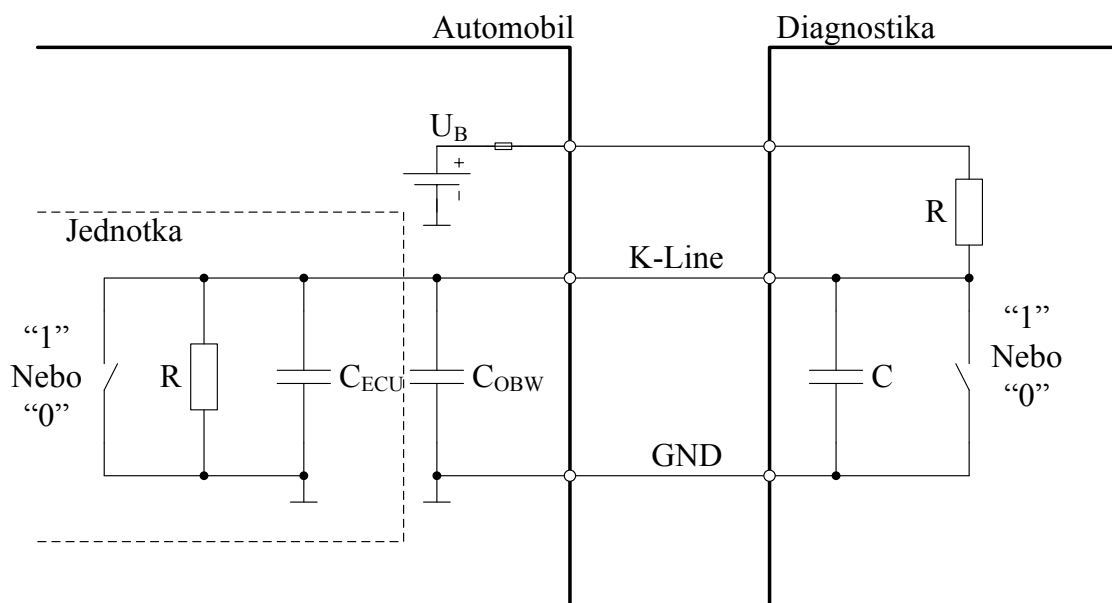 Automobil
Diagnostika
U_B
+
-
R
Jednotka
K-Line
“1”
Nebo
“0”
R
C_ECU
C_OBW
C
“1”
Nebo
“0”
GND